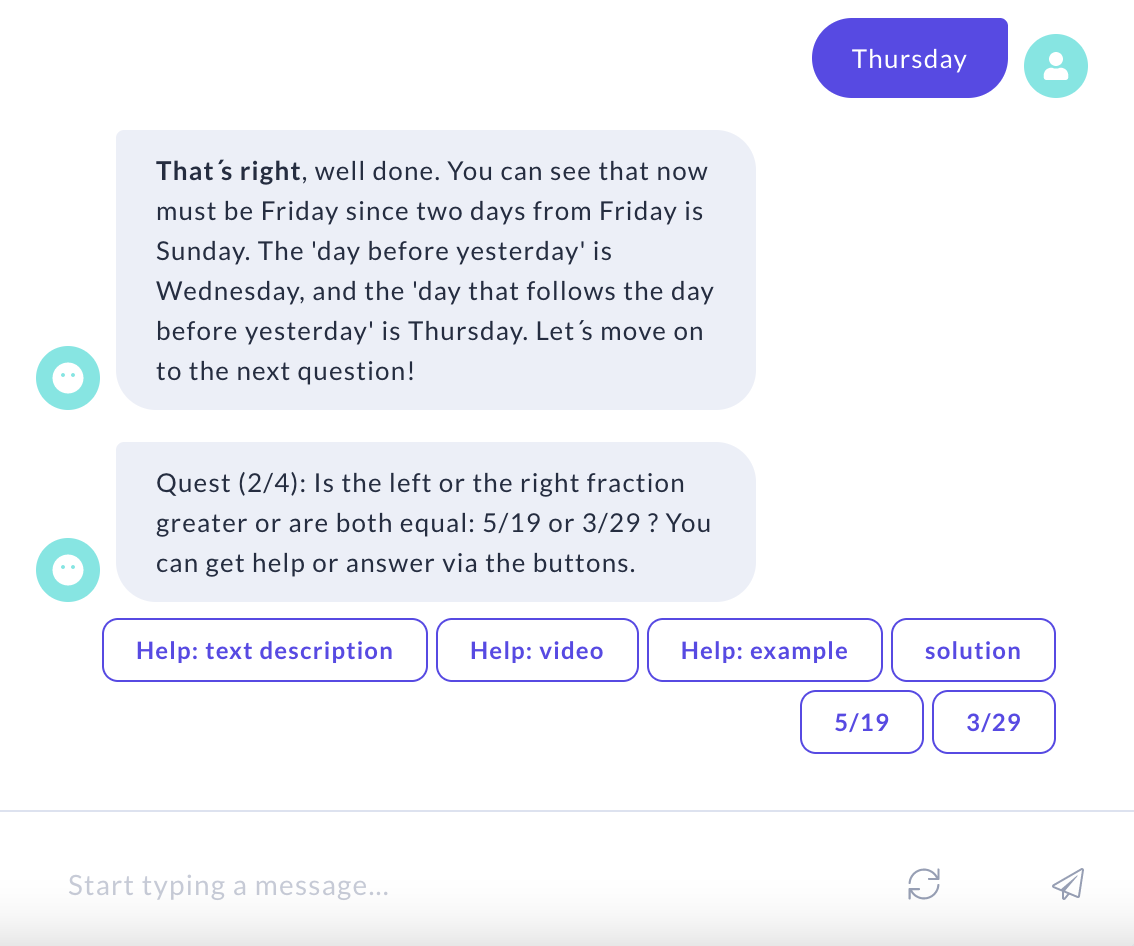 Thursday
That´s right, well done. You can see that now
must be Friday since two days from Friday is
Sunday. The 'day before yesterday' is
Wednesday, and the 'day that follows the day
before yesterday' is Thursday. Let´s move on
to the next question!
Quest (2/4): Is the left or the right fraction
greater or are both equal: 5/19 or 3/29 ? You
can get help or answer via the buttons.
Help: text description
Help: video
Help: example
solution
5/19
3/29
Start typing a message...